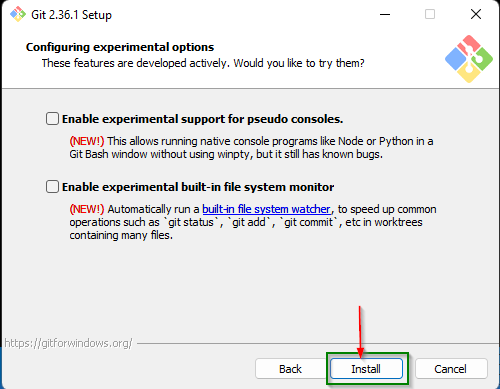 Git 2.36.1 Setup
Configuring experimental options
These features are developed actively. Would you like to try them?
Enable experimental support for pseudo consoles.
(NEW!) This allows running native console programs like Node or Python in a
Git Bash window without using winpty, but it still has known bugs.
Enable experimental built-in file system monitor
(NEW!) Automatically run a built-in file system watcher, to speed up common
operations such as `git status`, `git add`, `git commit`, etc in worktrees
containing many files.
https://gitforwindows.org/
Back Install Cancel